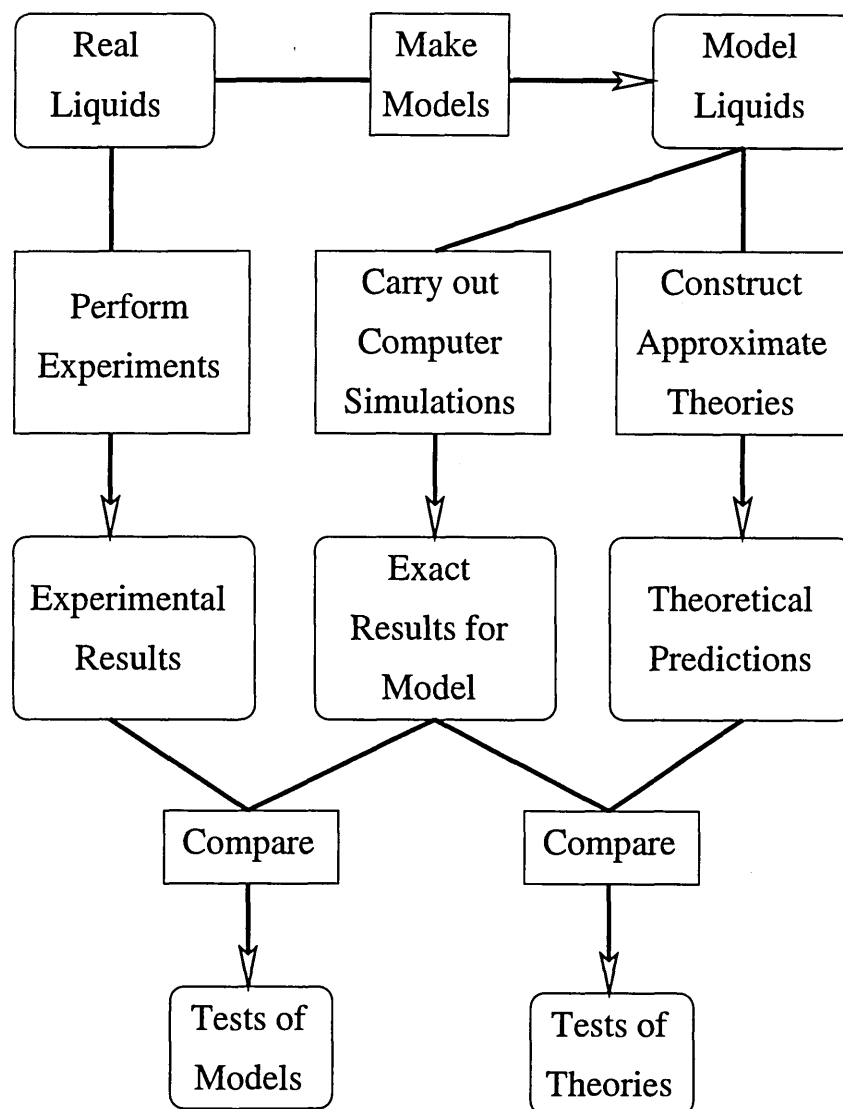 Real
Liquids
Make
Models
Model
Liquids
Perform
Experiments
Carry out
Computer
Simulations
Construct
Approximate
Theories
Experimental
Results
Exact
Results for
Model
Theoretical
Predictions
Compare
Compare
Tests of
Models
Tests of
Theories